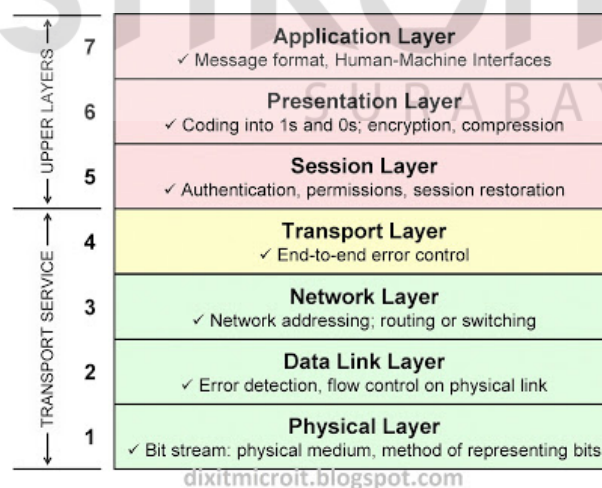 UPPER LAYERS
7
Application Layer
✓ Message format, Human-Machine Interfaces
6
Presentation Layer
✓ Coding into 1s and 0s; encryption, compression
SURABAY
5
Session Layer
✓ Authentication, permissions, session restoration
TRANSPORT SERVICE
4
Transport Layer
✓ End-to-end error control
3
Network Layer
✓ Network addressing; routing or switching
2
Data Link Layer
✓ Error detection, flow control on physical link
1
Physical Layer
✓ Bit stream: physical medium, method of representing bits
dixitmicroit.blogspot.com